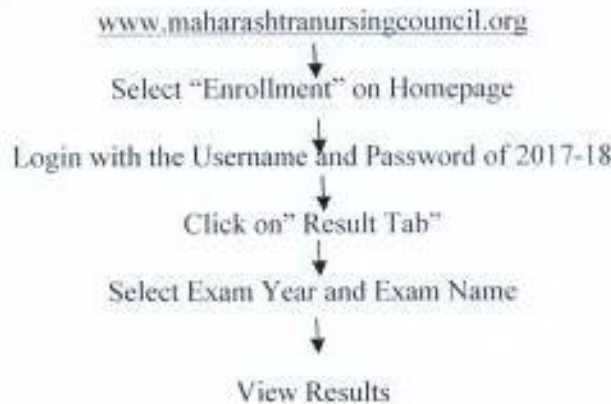 www.maharashtranursingcouncil.org
Select “Enrollment” on Homepage
Login with the Username and Password of 2017-18
Click on” Result Tab”
Select Exam Year and Exam Name
View Results